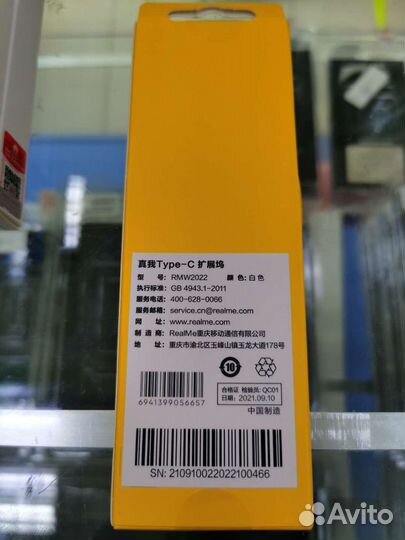 真我Type-C 扩展坞
型 号: RMW2022 颜 色: 白 色
执行标准: GB 4943.1-2011
服务电话: 400-628-0066
服务邮箱: service.cn@realme.com
网 址: www.realme.com
制 造 商: RealMe重庆移动通信有限公司
地 址: 重庆市渝北区玉峰山镇玉龙大道178号
10
合格证 检验员: QC01
日期: 2021.09.10
6941399056657
中国制造
SN: 210910022022100466
Avito